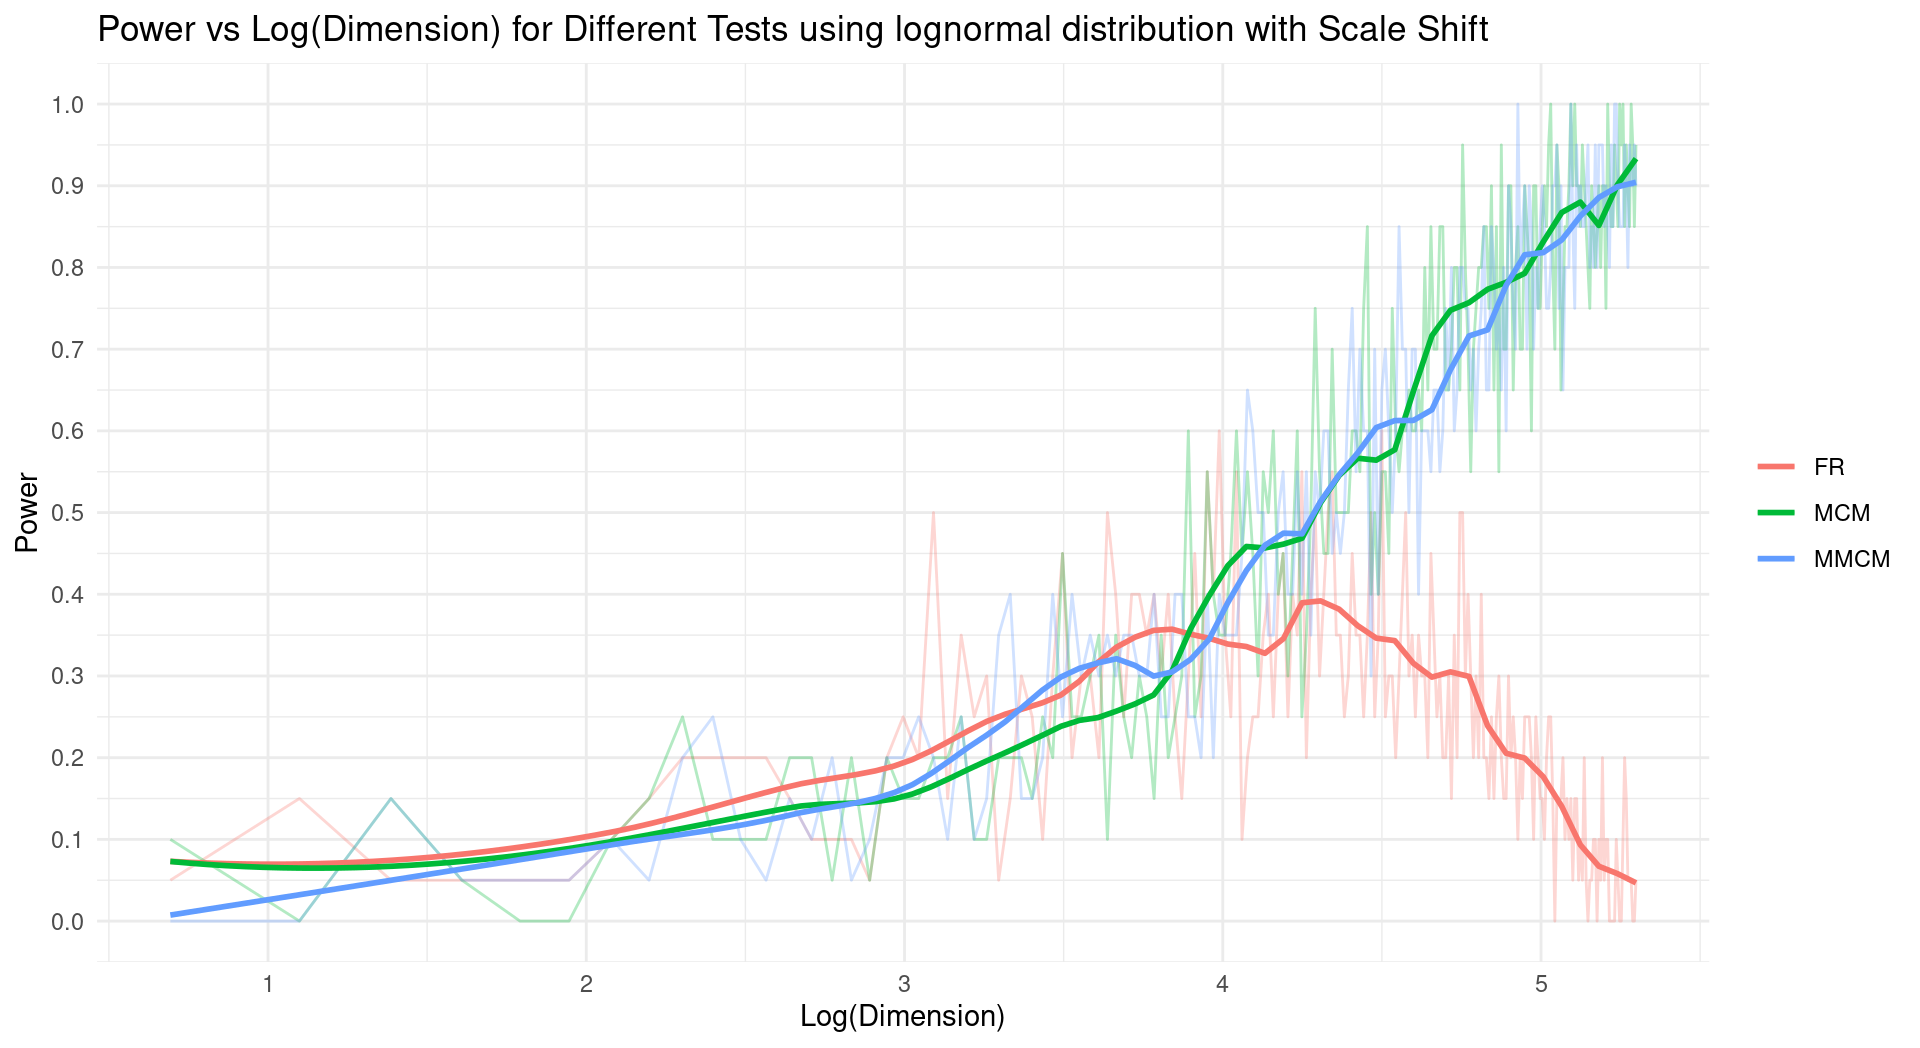 Power vs Log(Dimension) for Different Tests using lognormal distribution with Scale Shift
Power
1.0
0.9
0.8
0.7
0.6
0.5
0.4
0.3
0.2
0.1
0.0
1 2 3 4 5
Log(Dimension)
FR
MCM
MMCM